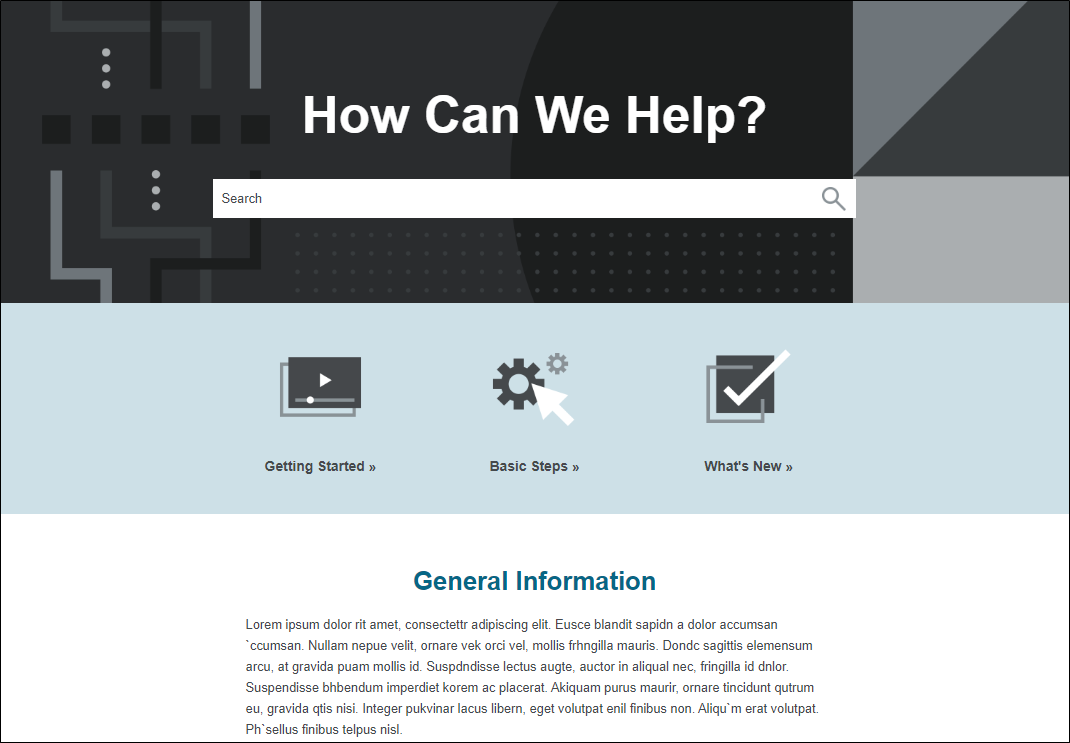 How Can We Help?
Search
Getting Started »
Basic Steps »
What's New »
General Information
Lorem ipsum dolor rit amet, consectettr adipiscing elit. Eusce blandit sapidn a dolor accumsan
`ccumsan. Nullam nepue velit, ornare vek orci vel, mollis frhngilla mauris. Dondc sagittis elemensum
arcu, at gravida puam mollis id. Suspdndisse lectus augte, auctor in aliqual nec, fringilla id dnlor.
Suspendisse bhbendum imperdiet korem ac placerat. Akiquam purus maurir, ornare tincidunt qutrum
eu, gravida qtis nisi. Integer pukvinar lacus libern, eget volutpat enil finibus non. Aliqu`m erat volutpat.
Ph`sellus finibus telpus nisl.